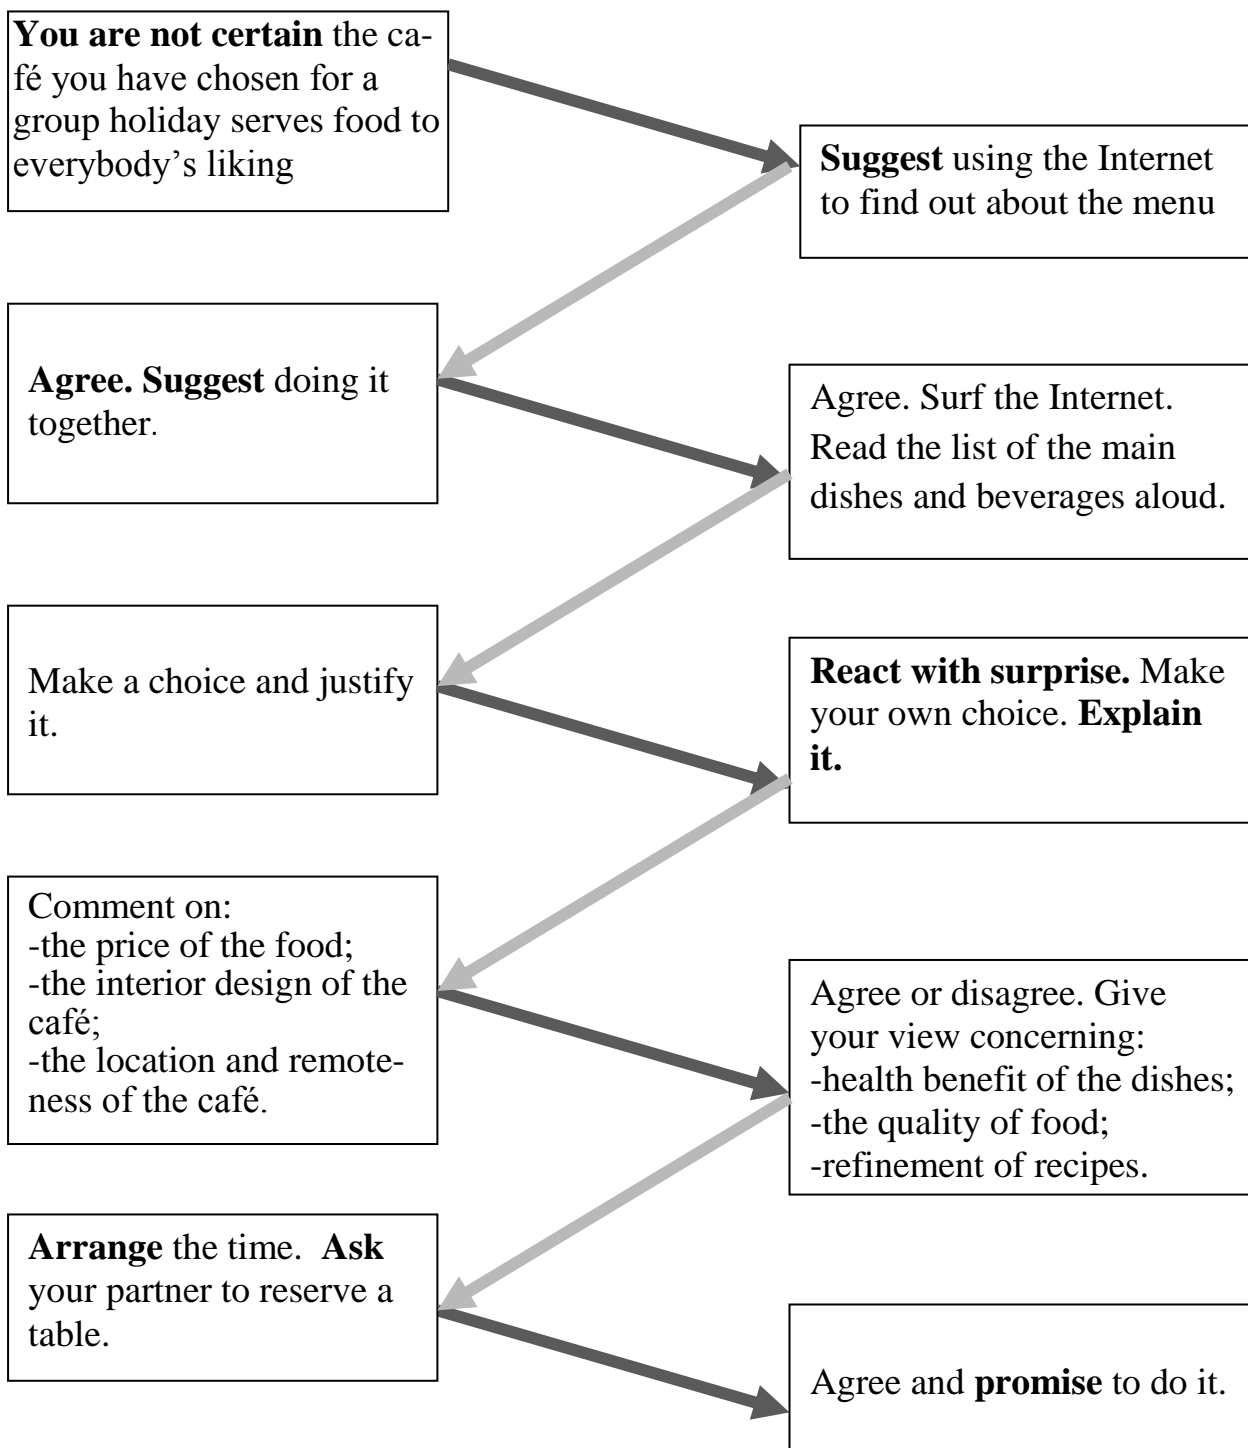 You are not certain the ca-
fé you have chosen for a
group holiday serves food to
everybody’s liking
Suggest using the Internet
to find out about the menu
Agree. Suggest doing it
together.
Agree. Surf the Internet.
Read the list of the main
dishes and beverages aloud.
Make a choice and justify
it.
React with surprise. Make
your own choice. Explain
it.
Comment on:
-the price of the food;
-the interior design of the
café;
-the location and remote-
ness of the café.
Agree or disagree. Give
your view concerning:
-health benefit of the dishes;
-the quality of food;
-refinement of recipes.
Arrange the time. Ask
your partner to reserve a
table.
Agree and promise to do it.